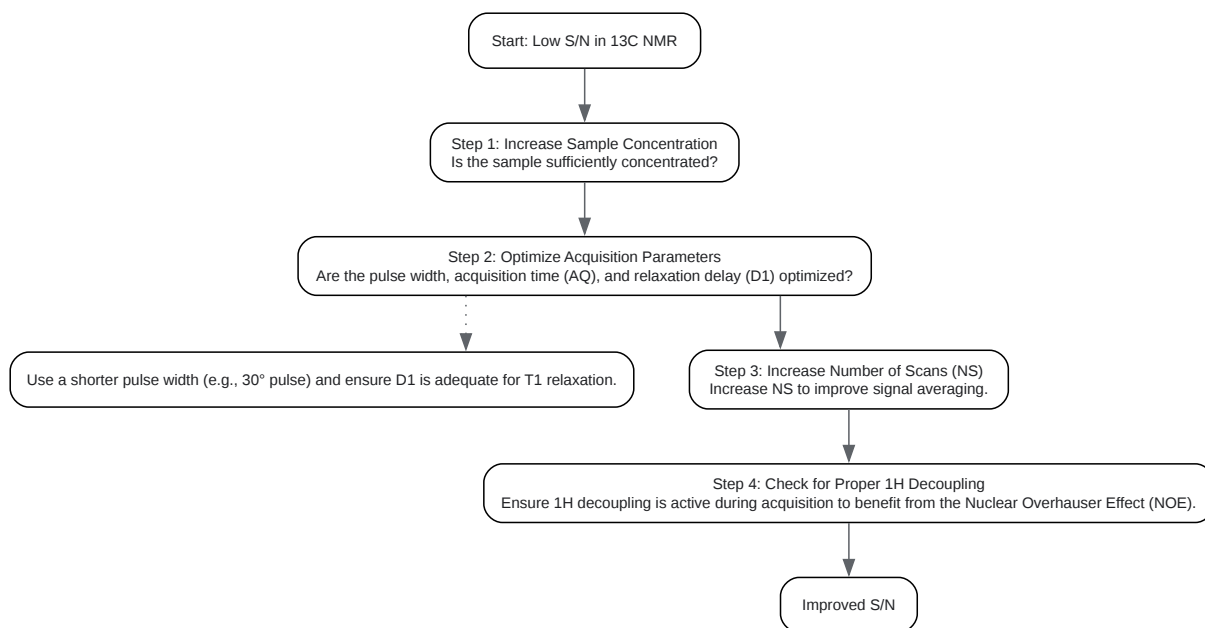 Start: Low S/N in 13C NMR
Step 1: Increase Sample Concentration
Is the sample sufficiently concentrated?
Step 2: Optimize Acquisition Parameters
Are the pulse width, acquisition time (AQ), and relaxation delay (D1) optimized?
Use a shorter pulse width (e.g., 30° pulse) and ensure D1 is adequate for T1 relaxation.
Step 3: Increase Number of Scans (NS)
Increase NS to improve signal averaging.
Step 4: Check for Proper 1H Decoupling
Ensure 1H decoupling is active during acquisition to benefit from the Nuclear Overhauser Effect (NOE).
Improved S/N